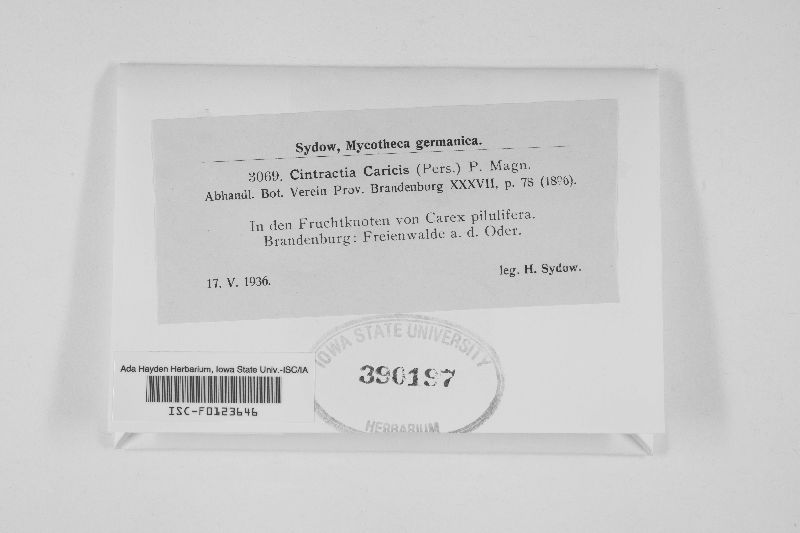 Sydow, Mycotheca germanica.
3069. Cintractia Caricis (Pers.) P. Magn.
Abhandl. Bot. Verein Prov. Brandenburg XXXVII, p. 78 (1896).
In den Fruchtknoten von Carex pilulifera.
Brandenburg: Freienwalde a. d. Oder.
17. V. 1936.
leg. H. Sydow.
IOWA STATE UNIVERSITY
390197
HERBARIUM
Ada Hayden Herbarium, Iowa State Univ.-ISC/IA
ISC-F0123646